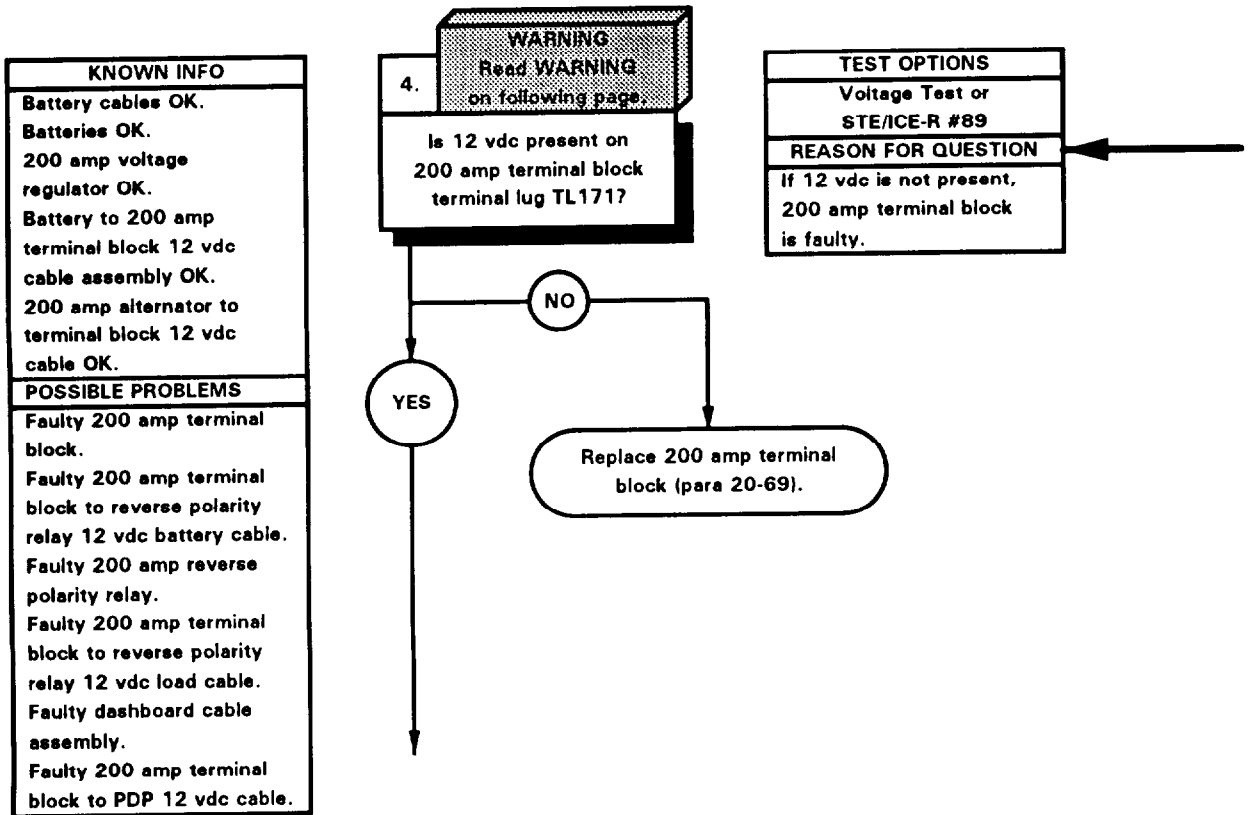 KNOWN INFO
Battery cables OK.
Batteries OK.
200 amp voltage
regulator OK.
Battery to 200 amp
terminal block 12 vdc
cable assembly OK.
200 amp alternator to
terminal block 12 vdc
cable OK.
POSSIBLE PROBLEMS
Faulty 200 amp terminal
block.
Faulty 200 amp terminal
block to reverse polarity
relay 12 vdc battery cable.
Faulty 200 amp reverse
polarity relay.
Faulty 200 amp terminal
block to reverse polarity
relay 12 vdc load cable.
Faulty dashboard cable
assembly.
Faulty 200 amp terminal
block to PDP 12 vdc cable.
WARNING
Read WARNING
on following page.
4.
Is 12 vdc present on
200 amp terminal block
terminal lug TL171?
NO
YES
Replace 200 amp terminal
block (para 20-69).
TEST OPTIONS
Voltage Test or
STE/ICE-R #89
REASON FOR QUESTION
If 12 vdc is not present,
200 amp terminal block
is faulty.